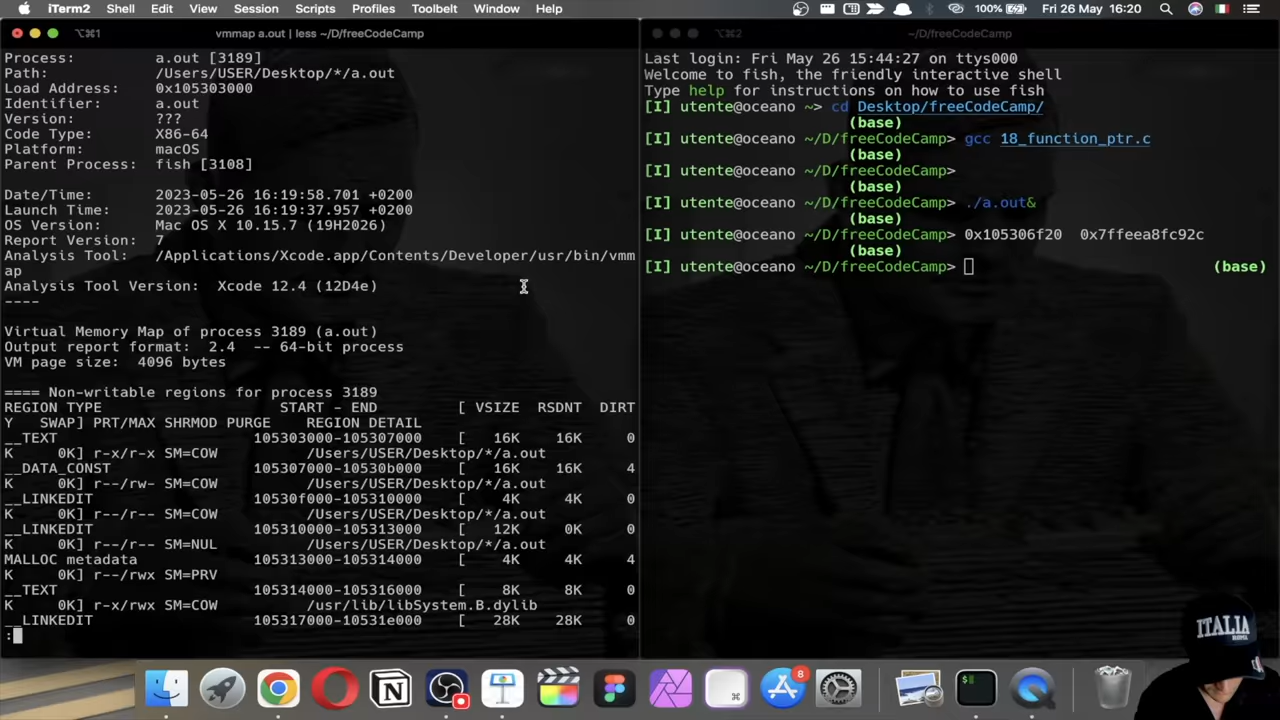 iTerm2 Shell Edit View Session Scripts Profiles Toolbelt Window Help 100% Fri 26 May 16:20
⌥⌘1 vmmap a.out | less ~/D/freeCodeCamp
Process: a.out [3189]
Path: /Users/USER/Desktop/*/a.out
Load Address: 0x105303000
Identifier: a.out
Version: ???
Code Type: X86-64
Platform: macOS
Parent Process: fish [3108]
Date/Time: 2023-05-26 16:19:58.701 +0200
Launch Time: 2023-05-26 16:19:37.957 +0200
OS Version: Mac OS X 10.15.7 (19H2026)
Report Version: 7
Analysis Tool: /Applications/Xcode.app/Contents/Developer/usr/bin/vmm
ap
Analysis Tool Version: Xcode 12.4 (12D4e)
----
Virtual Memory Map of process 3189 (a.out)
Output report format: 2.4 -- 64-bit process
VM page size: 4096 bytes
==== Non-writable regions for process 3189
REGION TYPE START - END [ VSIZE RSDNT DIRT
Y SWAP] PRT/MAX SHRMOD PURGE REGION DETAIL
__TEXT 105303000-105307000 [ 16K 16K 0
K 0K] r-x/r-x SM=COW /Users/USER/Desktop/*/a.out
__DATA_CONST 105307000-10530b000 [ 16K 16K 4
K 0K] r--/rw- SM=COW /Users/USER/Desktop/*/a.out
__LINKEDIT 10530f000-105310000 [ 4K 4K 0
K 0K] r--/r-- SM=COW /Users/USER/Desktop/*/a.out
__LINKEDIT 105310000-105313000 [ 12K 0K 0
K 0K] r--/r-- SM=NUL /Users/USER/Desktop/*/a.out
MALLOC metadata 105313000-105314000 [ 4K 4K 4
K 0K] r--/rwx SM=PRV
__TEXT 105314000-105316000 [ 8K 8K 0
K 0K] r-x/rwx SM=COW /usr/lib/libSystem.B.dylib
__LINKEDIT 105317000-10531e000 [ 28K 28K 0
:
⌥⌘2 ~/D/freeCodeCamp
Last login: Fri May 26 15:44:27 on ttys000
Welcome to fish, the friendly interactive shell
Type help for instructions on how to use fish
[I] utente@oceano ~> cd Desktop/freeCodeCamp/
(base)
[I] utente@oceano ~/D/freeCodeCamp> gcc 18_function_ptr.c
(base)
[I] utente@oceano ~/D/freeCodeCamp>
(base)
[I] utente@oceano ~/D/freeCodeCamp> ./a.out&
(base)
[I] utente@oceano ~/D/freeCodeCamp> 0x105306f20 0x7ffeea8fc92c
(base)
[I] utente@oceano ~/D/freeCodeCamp> (base)
8
ITALIA